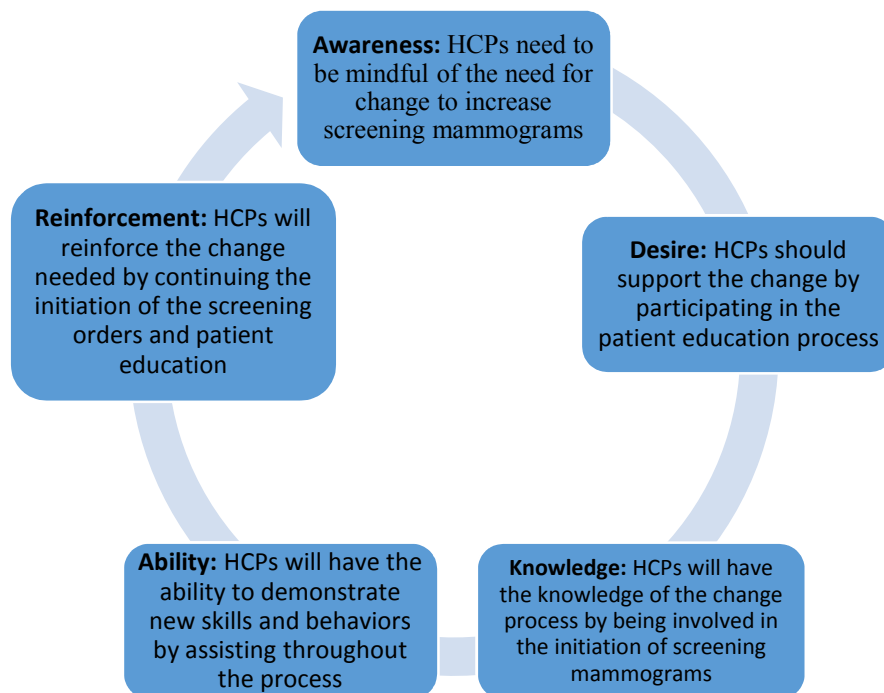 Awareness: HCPs need to
be mindful of the need for
change to increase
screening mammograms
Desire: HCPs should
support the change by
participating in the
patient education process
Knowledge: HCPs will have
the knowledge of the change
process by being involved in
the initiation of screening
mammograms
Ability: HCPs will have the
ability to demonstrate
new skills and behaviors
by assisting throughout
the process
Reinforcement: HCPs will
reinforce the change
needed by continuing the
initiation of the screening
orders and patient
education